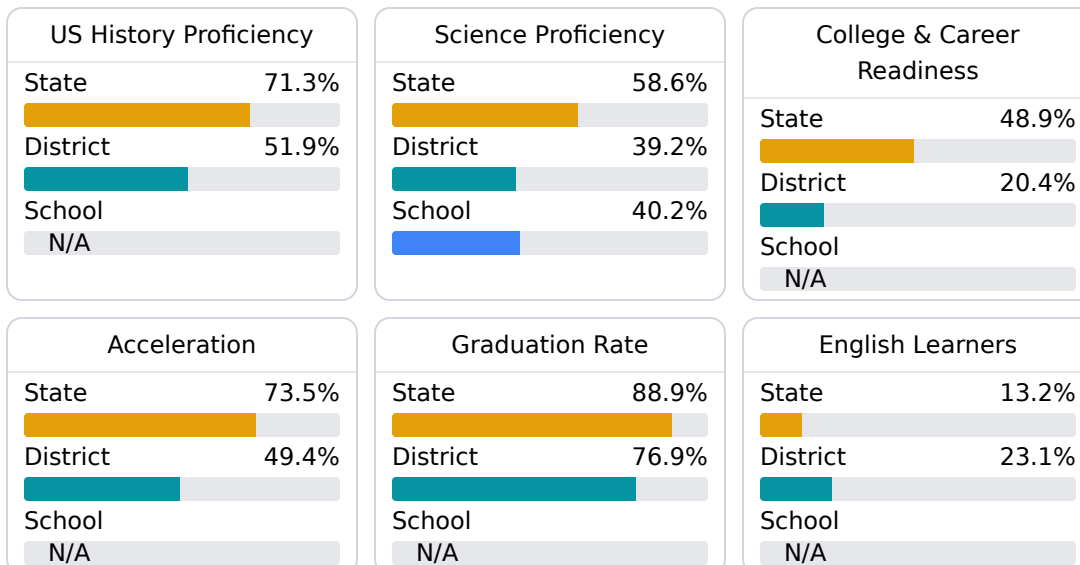 US History Proficiency
State 71.3%
District 51.9%
School
N/A
Science Proficiency
State 58.6%
District 39.2%
School 40.2%
College & Career
Readiness
State 48.9%
District 20.4%
School
N/A
Acceleration
State 73.5%
District 49.4%
School
N/A
Graduation Rate
State 88.9%
District 76.9%
School
N/A
English Learners
State 13.2%
District 23.1%
School
N/A